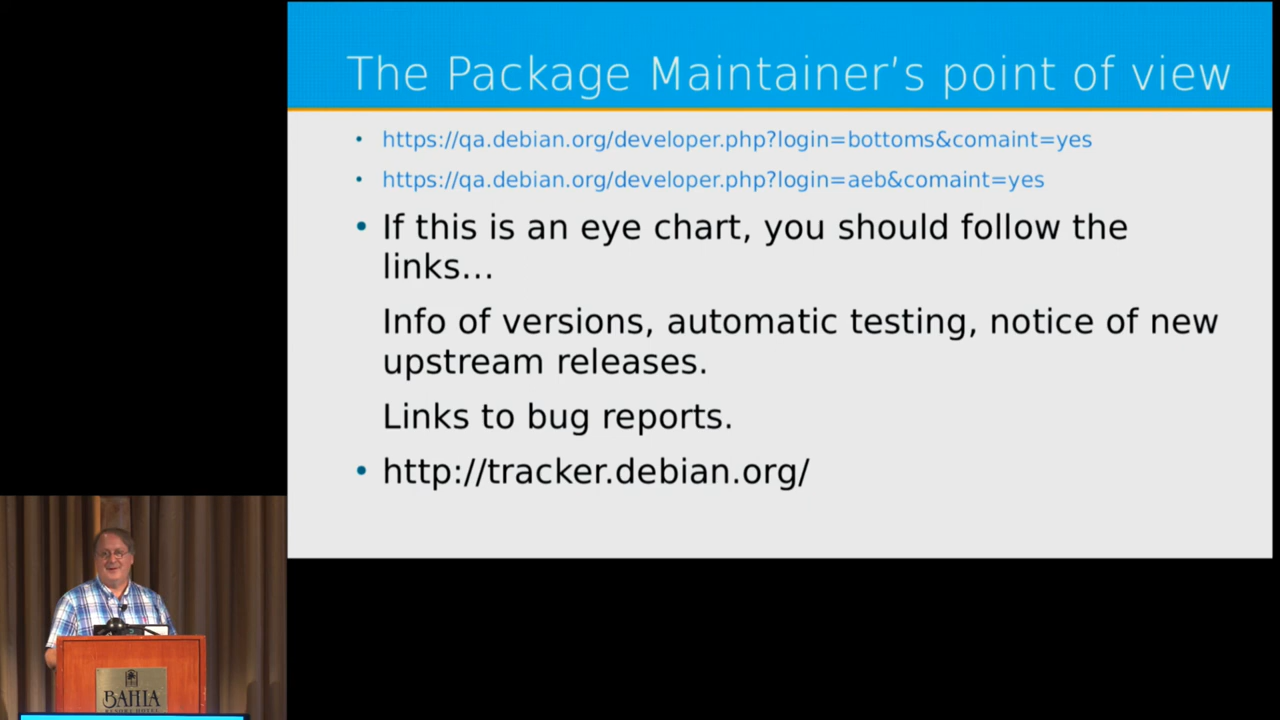 The Package Maintainer's point of view
• https://qa.debian.org/developer.php?login=bottoms&comaint=yes
• https://qa.debian.org/developer.php?login=aeb&comaint=yes
• If this is an eye chart, you should follow the
links...
Info of versions, automatic testing, notice of new
upstream releases.
Links to bug reports.
• http://tracker.debian.org/
BAHIA
RESORT HOTEL